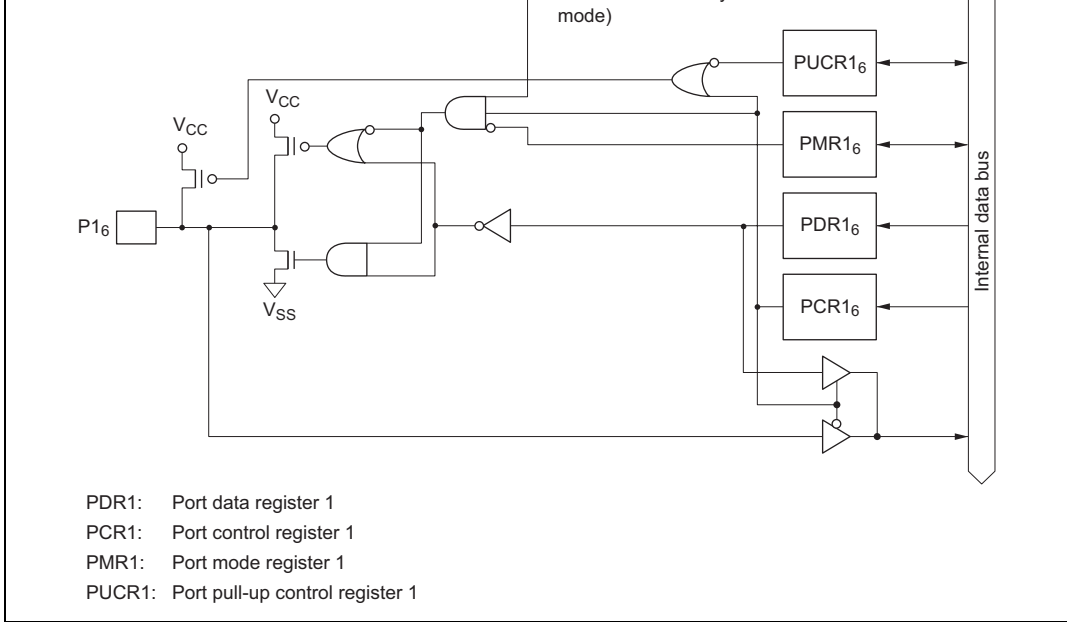 mode)
PUCR1₆
V_CC
V_CC
PMR1₆
P1₆
PDR1₆
Internal data bus
V_SS
PCR1₆
PDR1: Port data register 1
PCR1: Port control register 1
PMR1: Port mode register 1
PUCR1: Port pull-up control register 1